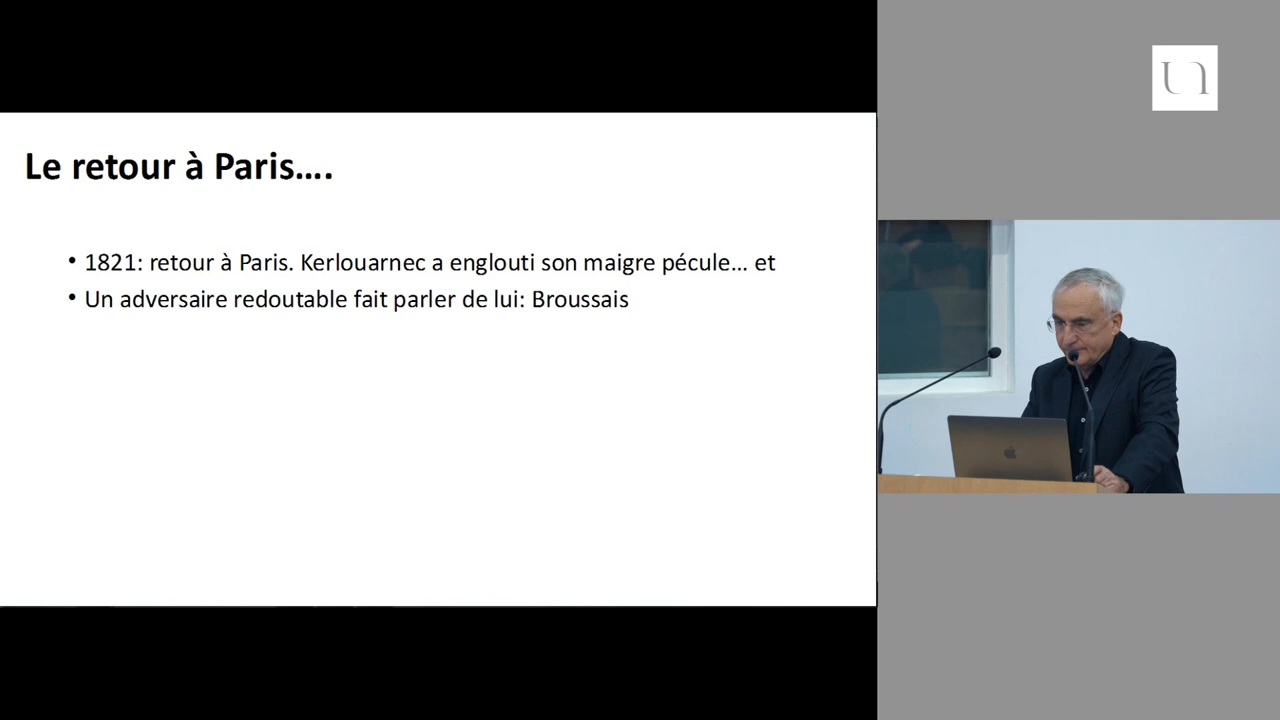 Le retour à Paris….
• 1821: retour à Paris. Kerlouarnec a englouti son maigre pécule… et
• Un adversaire redoutable fait parler de lui: Broussais